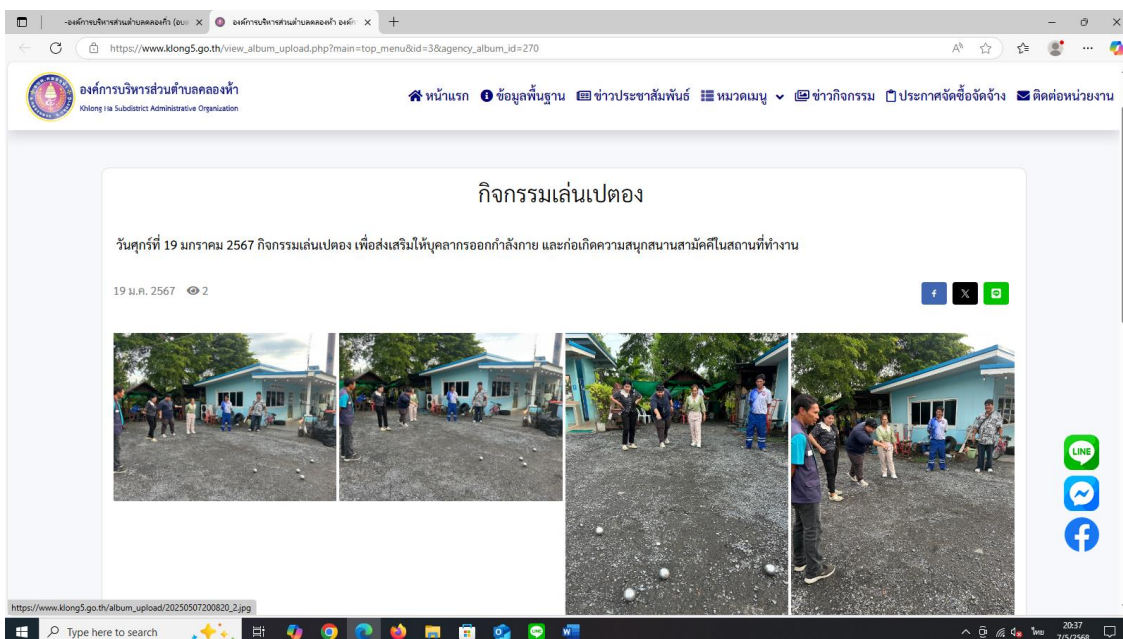 -องค์การบริหารส่วนตำบลคลองกิ่ว (อบ
องค์การบริหารส่วนตำบลคลองห้า องค์ก
https://www.klong5.go.th/view_album_upload.php?main=top_menu&id=3&agency_album_id=270
องค์การบริหารส่วนตำบลคลองห้า
Khlong Ha Subdistrict Administrative Organization
หน้าแรก ข้อมูลพื้นฐาน ข่าวประชาสัมพันธ์ หมวดเมนู ข่าวกิจกรรม ประกาศจัดซื้อจัดจ้าง ติดต่อหน่วยงาน
กิจกรรมเล่นเปตอง
วันศุกร์ที่ 19 มกราคม 2567 กิจกรรมเล่นเปตอง เพื่อส่งเสริมให้บุคลากรออกกำลังกาย และก่อเกิดความสนุกสนานสามัคคีในสถานที่ทำงาน
19 ม.ค. 2567 2
LINE
https://www.klong5.go.th/album_upload/20250507200820_2.jpg
Type here to search
ไทย
20:37
7/5/2568